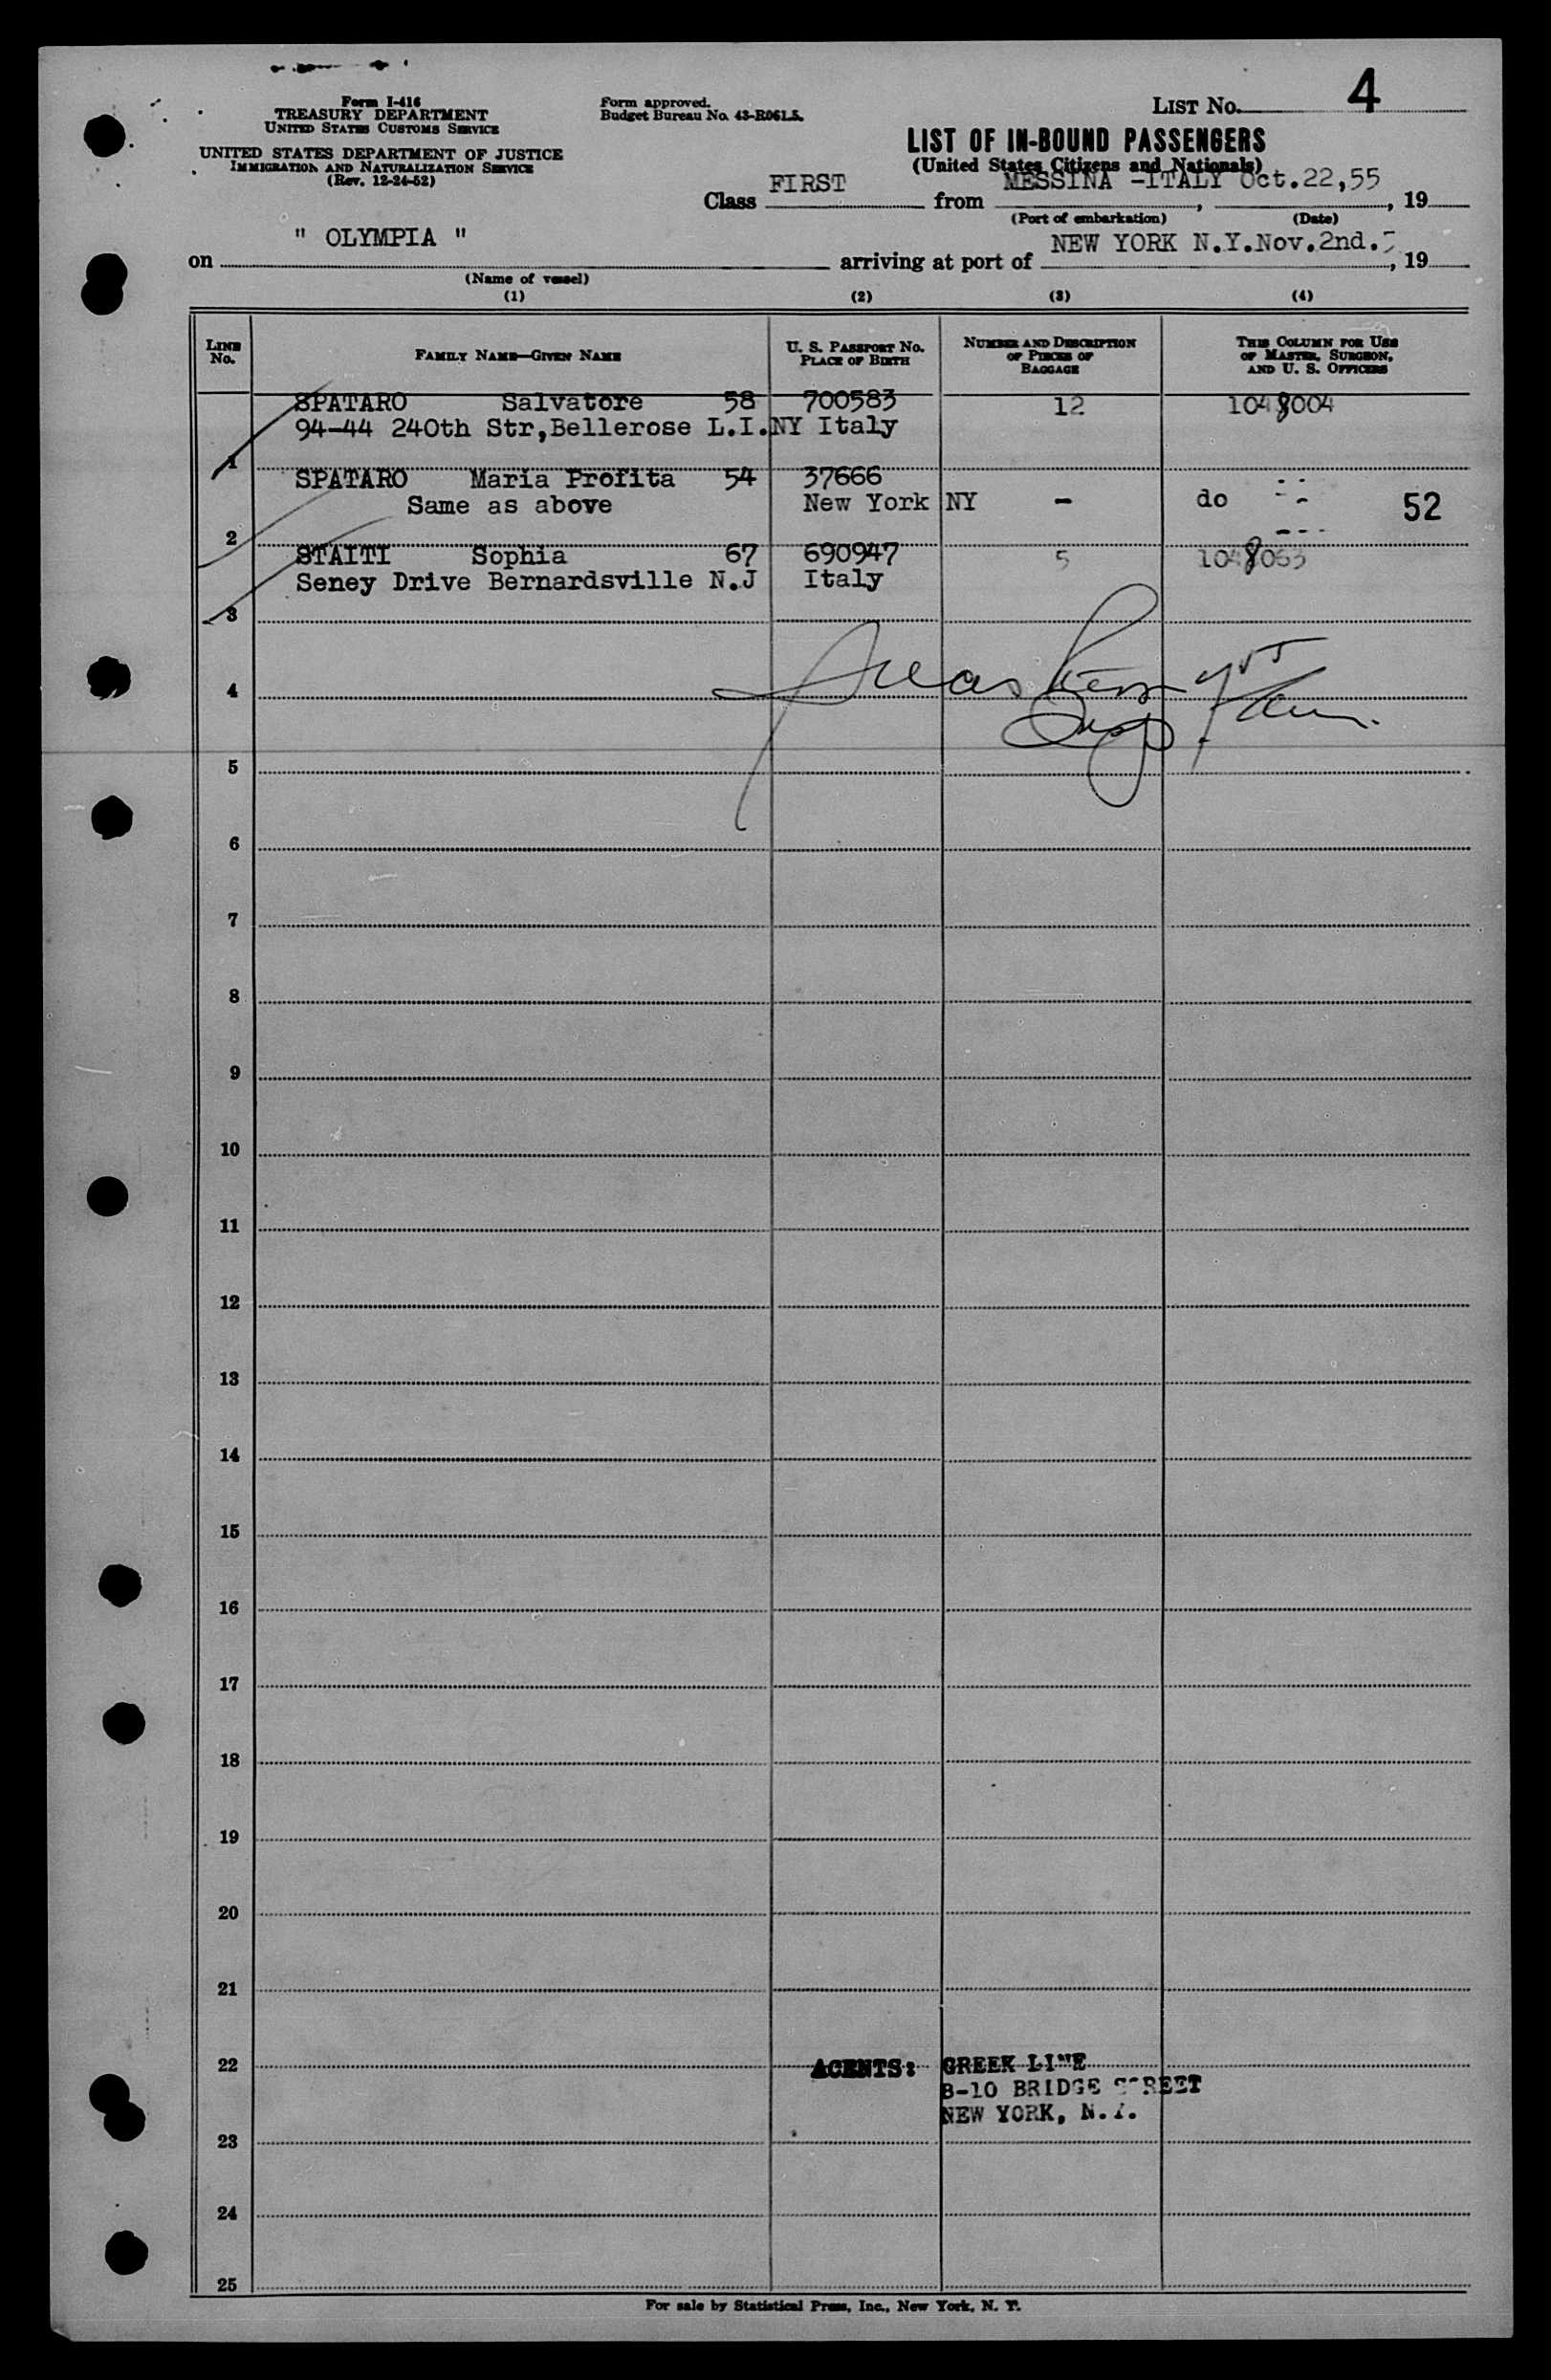 Form I-416
TREASURY DEPARTMENT
UNITED STATES CUSTOMS SERVICE
UNITED STATES DEPARTMENT OF JUSTICE
IMMIGRATION AND NATURALIZATION SERVICE
(Rev. 12-24-52)
Form approved.
Budget Bureau No. 43-R061.5.
LIST NO. 4
LIST OF IN-BOUND PASSENGERS
(United States Citizens and Nationals)
Class FIRST from MESSINA -ITALY Oct.22,55, 19
(Port of embarkation) (Date)
on " OLYMPIA " arriving at port of NEW YORK N.Y.Nov.2nd. , 19
(Name of vessel)
(1) (2) (3) (4)
LINE NO. FAMILY NAME—GIVEN NAME U. S. PASSPORT NO. PLACE OF BIRTH NUMBER AND DESCRIPTION OF PIECES OF BAGGAGE THIS COLUMN FOR USE OF MASTER, SURGEON, AND U. S. OFFICERS
SPATARO Salvatore 58 700583 12 1048004
94-44 240th Str,Bellerose L.I.NY Italy
1
SPATARO Maria Profita 54 37666
Same as above New York NY - do - - 52
2
STAITI Sophia 67 690947 5 1048063
Seney Drive Bernardsville N.J Italy
3
4
5
6
7
8
9
10
11
12
13
14
15
16
17
18
19
20
21
22 AGENTS: GREEK LINE
8-10 BRIDGE STREET
NEW YORK, N.Y.
23
24
25
For sale by Statistical Press, Inc., New York, N. Y.